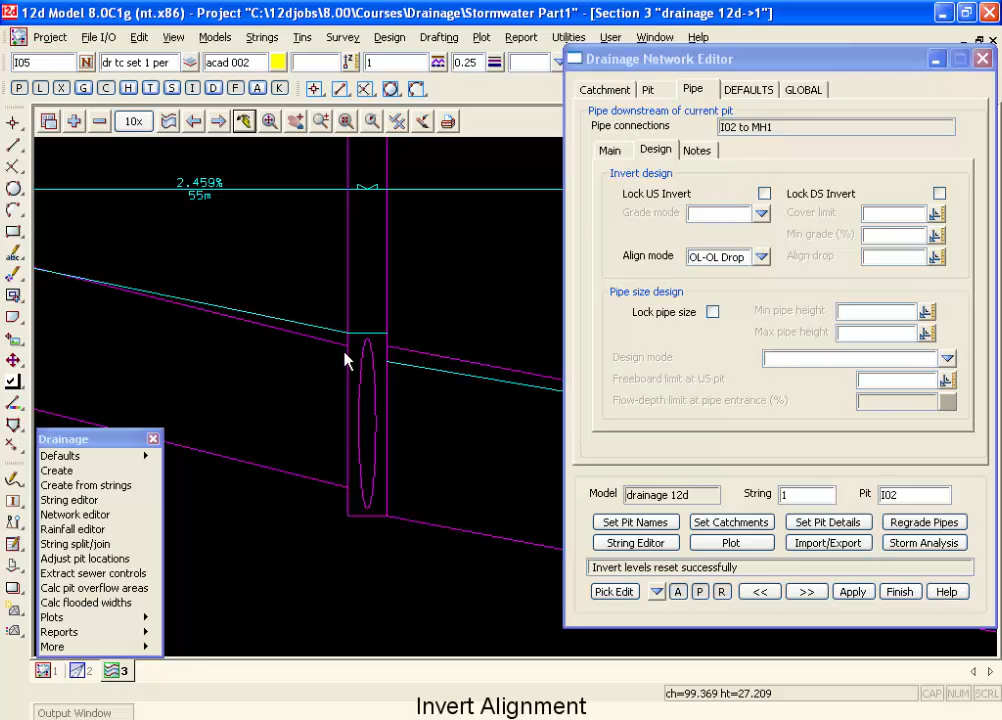 12d Model 8.0C1g (nt.x86) - Project "C:\12djobs\8.00\Courses\Drainage\Stormwater Part1" - [Section 3 "drainage 12d->1"]
Project File I/O Edit View Models Strings Tins Survey Design Drafting Plot Report Utilities User Window Help
I05 N dr tc set 1 per acad 002 1 0.25
P L X G C H T S I D F A K
10x
2.459%
55m
Drainage
Defaults
Create
Create from strings
String editor
Network editor
Rainfall editor
String split/join
Adjust pit locations
Extract sewer controls
Calc pit overflow areas
Calc flooded widths
Plots
Reports
More
Drainage Network Editor
Catchment Pit Pipe DEFAULTS GLOBAL
Pipe downstream of current pit
Pipe connections I02 to MH1
Main Design Notes
Invert design
Lock US Invert Lock DS Invert
Grade mode Cover limit
Min grade (%)
Align mode OL-OL Drop Align drop
Pipe size design
Lock pipe size Min pipe height
Max pipe height
Design mode
Freeboard limit at US pit
Flow-depth limit at pipe entrance (%)
Model drainage 12d String 1 Pit I02
Set Pit Names Set Catchments Set Pit Details Regrade Pipes
String Editor Plot Import/Export Storm Analysis
Invert levels reset successfully
Pick Edit A P R << >> Apply Finish Help
1 2 3
ch=99.369 ht=27.209 CAP NUM SCRL
Output Window
Invert Alignment